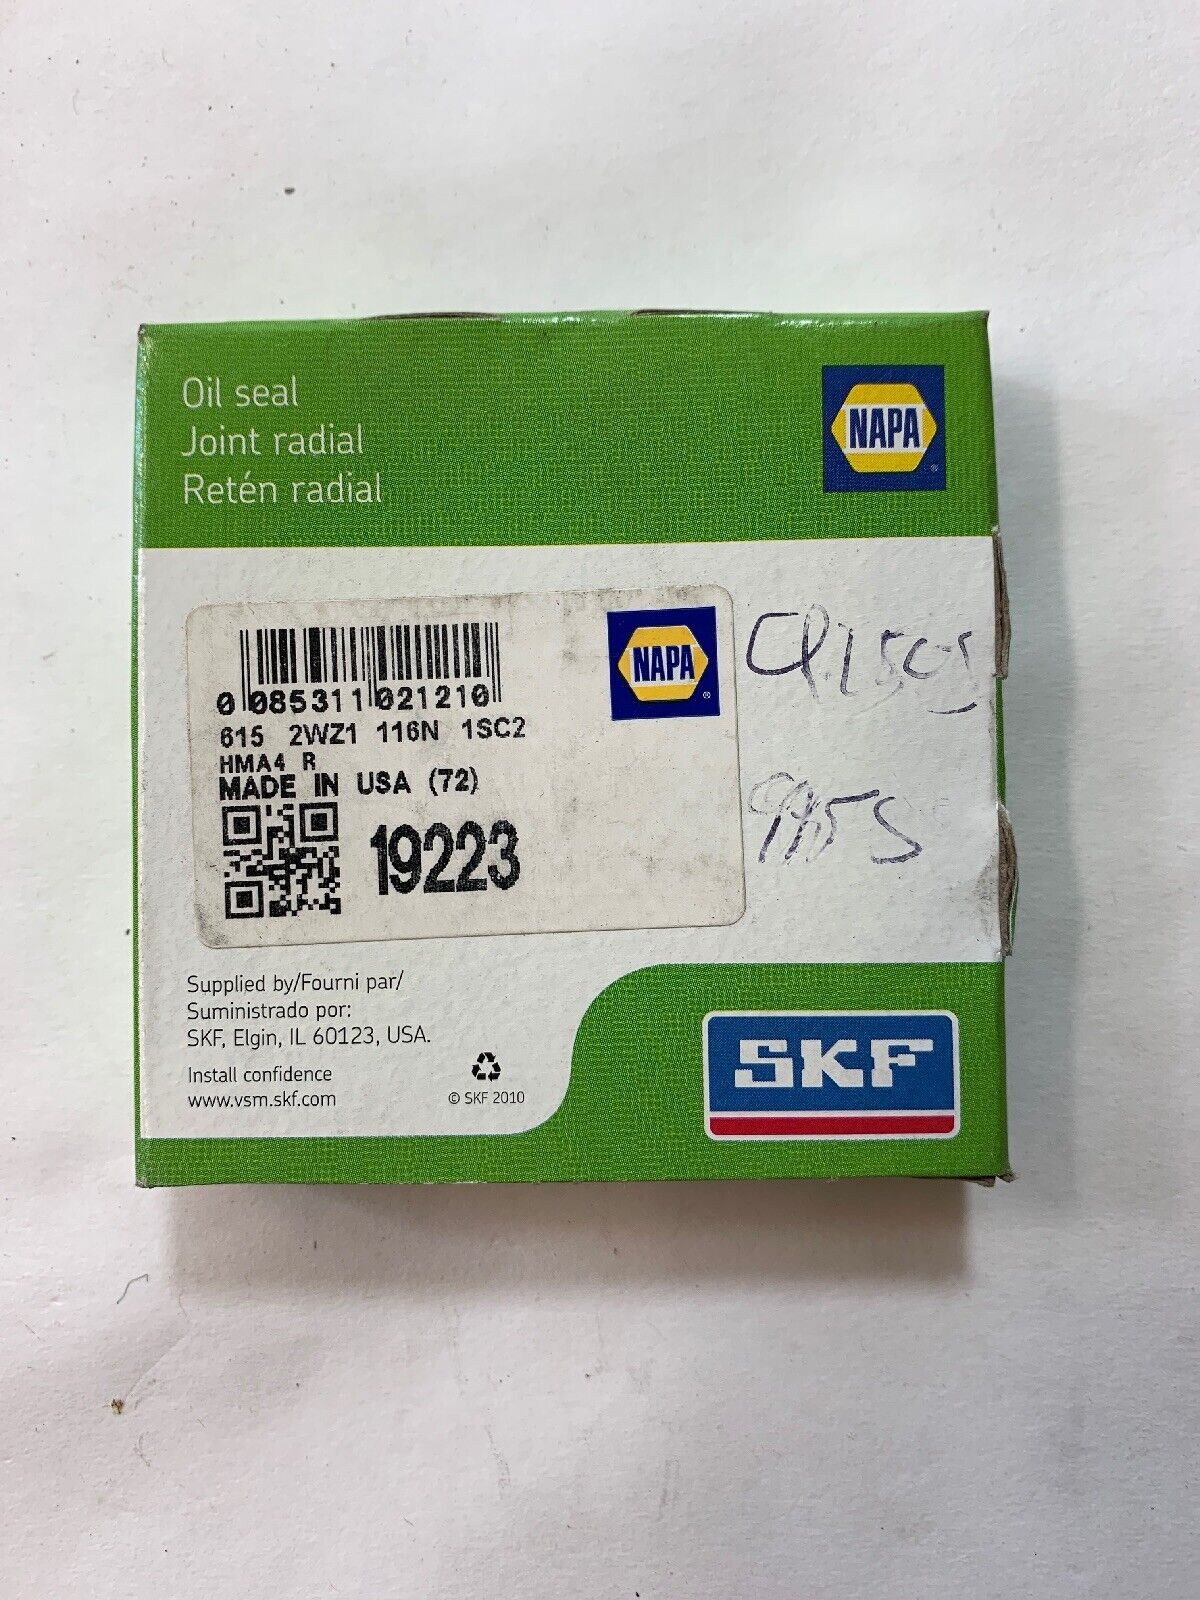 Oil seal
Joint radial
Retén radial
NAPA
®
0 085311 021210
615 2WZ1 116N 1SC2
HMA4 R
MADE IN USA (72)
19223
NAPA
®
Supplied by/Fourni par/
Suministrado por:
SKF, Elgin, IL 60123, USA.
Install confidence
www.vsm.skf.com
© SKF 2010
SKF